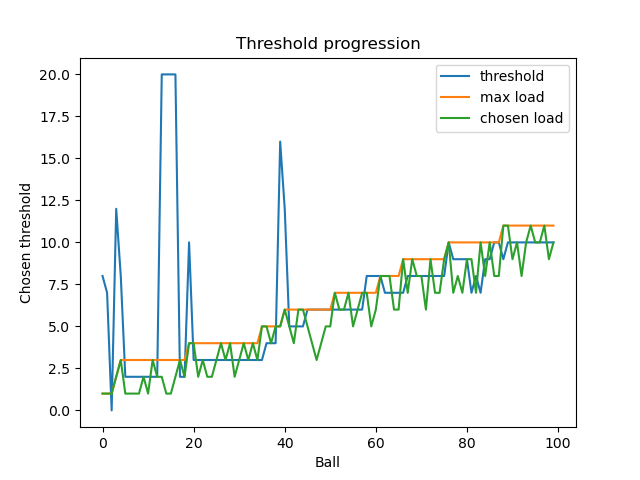 Threshold progression
threshold
max load
chosen load
20.0
17.5
15.0
12.5
10.0
7.5
5.0
2.5
0.0
Chosen threshold
0 20 40 60 80 100
Ball